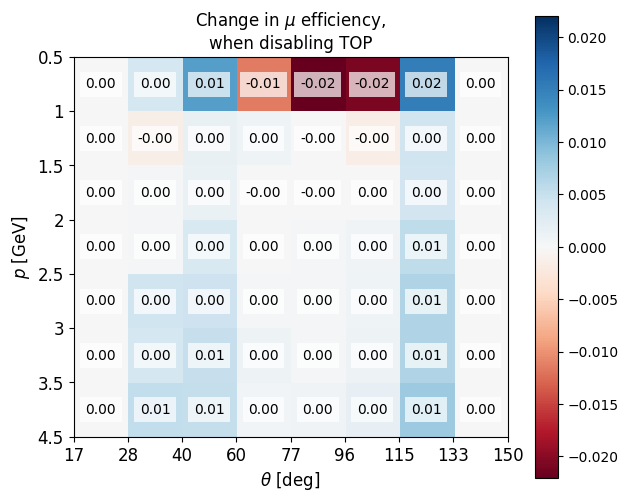 Change in μ efficiency,
when disabling TOP
0.5
0.00 0.00 0.01 -0.01 -0.02 -0.02 0.02 0.00
1
0.00 -0.00 0.00 0.00 -0.00 -0.00 0.00 0.00
1.5
0.00 0.00 0.00 -0.00 -0.00 0.00 0.00 0.00
2
0.00 0.00 0.00 0.00 0.00 0.00 0.01 0.00
2.5
0.00 0.00 0.00 0.00 0.00 0.00 0.01 0.00
3
0.00 0.00 0.01 0.00 0.00 0.00 0.01 0.00
3.5
0.00 0.01 0.01 0.00 0.00 0.00 0.01 0.00
4.5
p [GeV]
17 28 40 60 77 96 115 133 150
θ [deg]
0.020
0.015
0.010
0.005
0.000
−0.005
−0.010
−0.015
−0.020